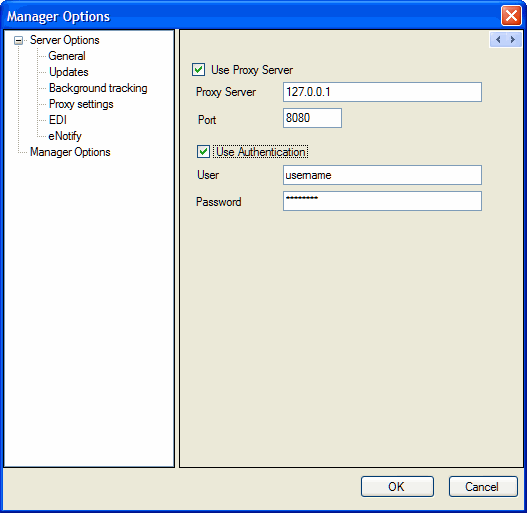 Manager Options
Server Options
General
Updates
Background tracking
Proxy settings
EDI
eNotify
Manager Options
Use Proxy Server
Proxy Server 127.0.0.1
Port 8080
Use Authentication
User username
Password ********
OK Cancel